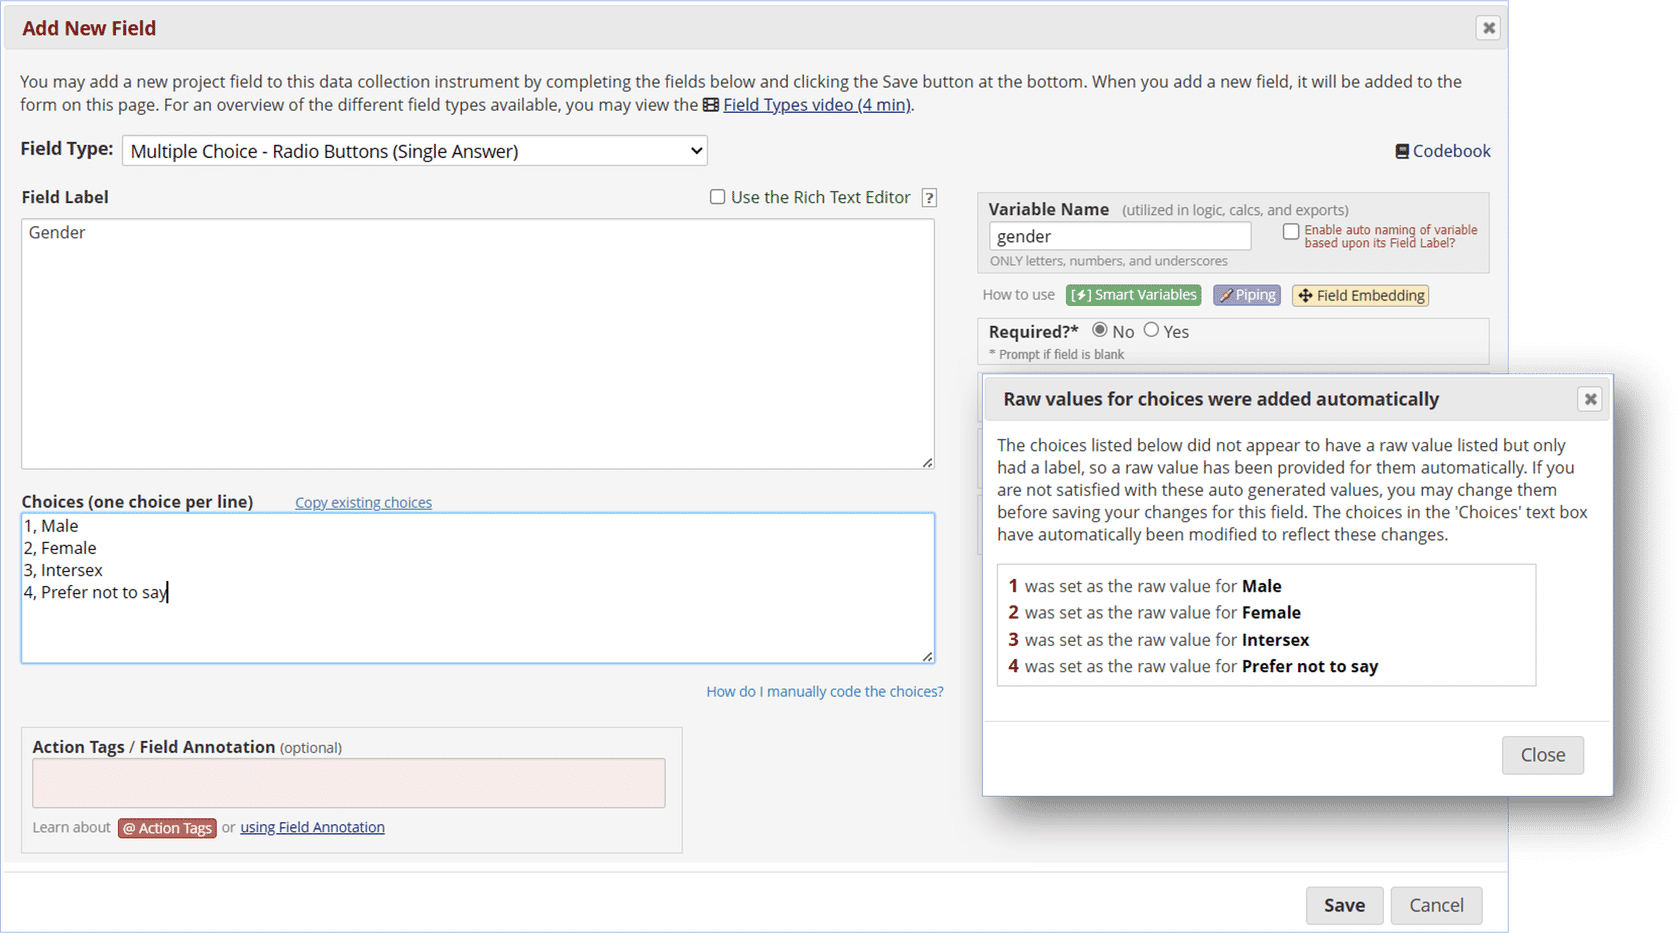 Add New Field
You may add a new project field to this data collection instrument by completing the fields below and clicking the Save button at the bottom. When you add a new field, it will be added to the
form on this page. For an overview of the different field types available, you may view the Field Types video (4 min).
Field Type: Multiple Choice - Radio Buttons (Single Answer)
Codebook
Field Label
Use the Rich Text Editor ?
Gender
Variable Name (utilized in logic, calcs, and exports)
gender
Enable auto naming of variable
based upon its Field Label?
ONLY letters, numbers, and underscores
How to use [⚡] Smart Variables Piping Field Embedding
Required?* No Yes
* Prompt if field is blank
Choices (one choice per line) Copy existing choices
1, Male
2, Female
3, Intersex
4, Prefer not to say
How do I manually code the choices?
Action Tags / Field Annotation (optional)
Learn about @ Action Tags or using Field Annotation
Raw values for choices were added automatically
The choices listed below did not appear to have a raw value listed but only
had a label, so a raw value has been provided for them automatically. If you
are not satisfied with these auto generated values, you may change them
before saving your changes for this field. The choices in the 'Choices' text box
have automatically been modified to reflect these changes.
1 was set as the raw value for Male
2 was set as the raw value for Female
3 was set as the raw value for Intersex
4 was set as the raw value for Prefer not to say
Close
Save Cancel